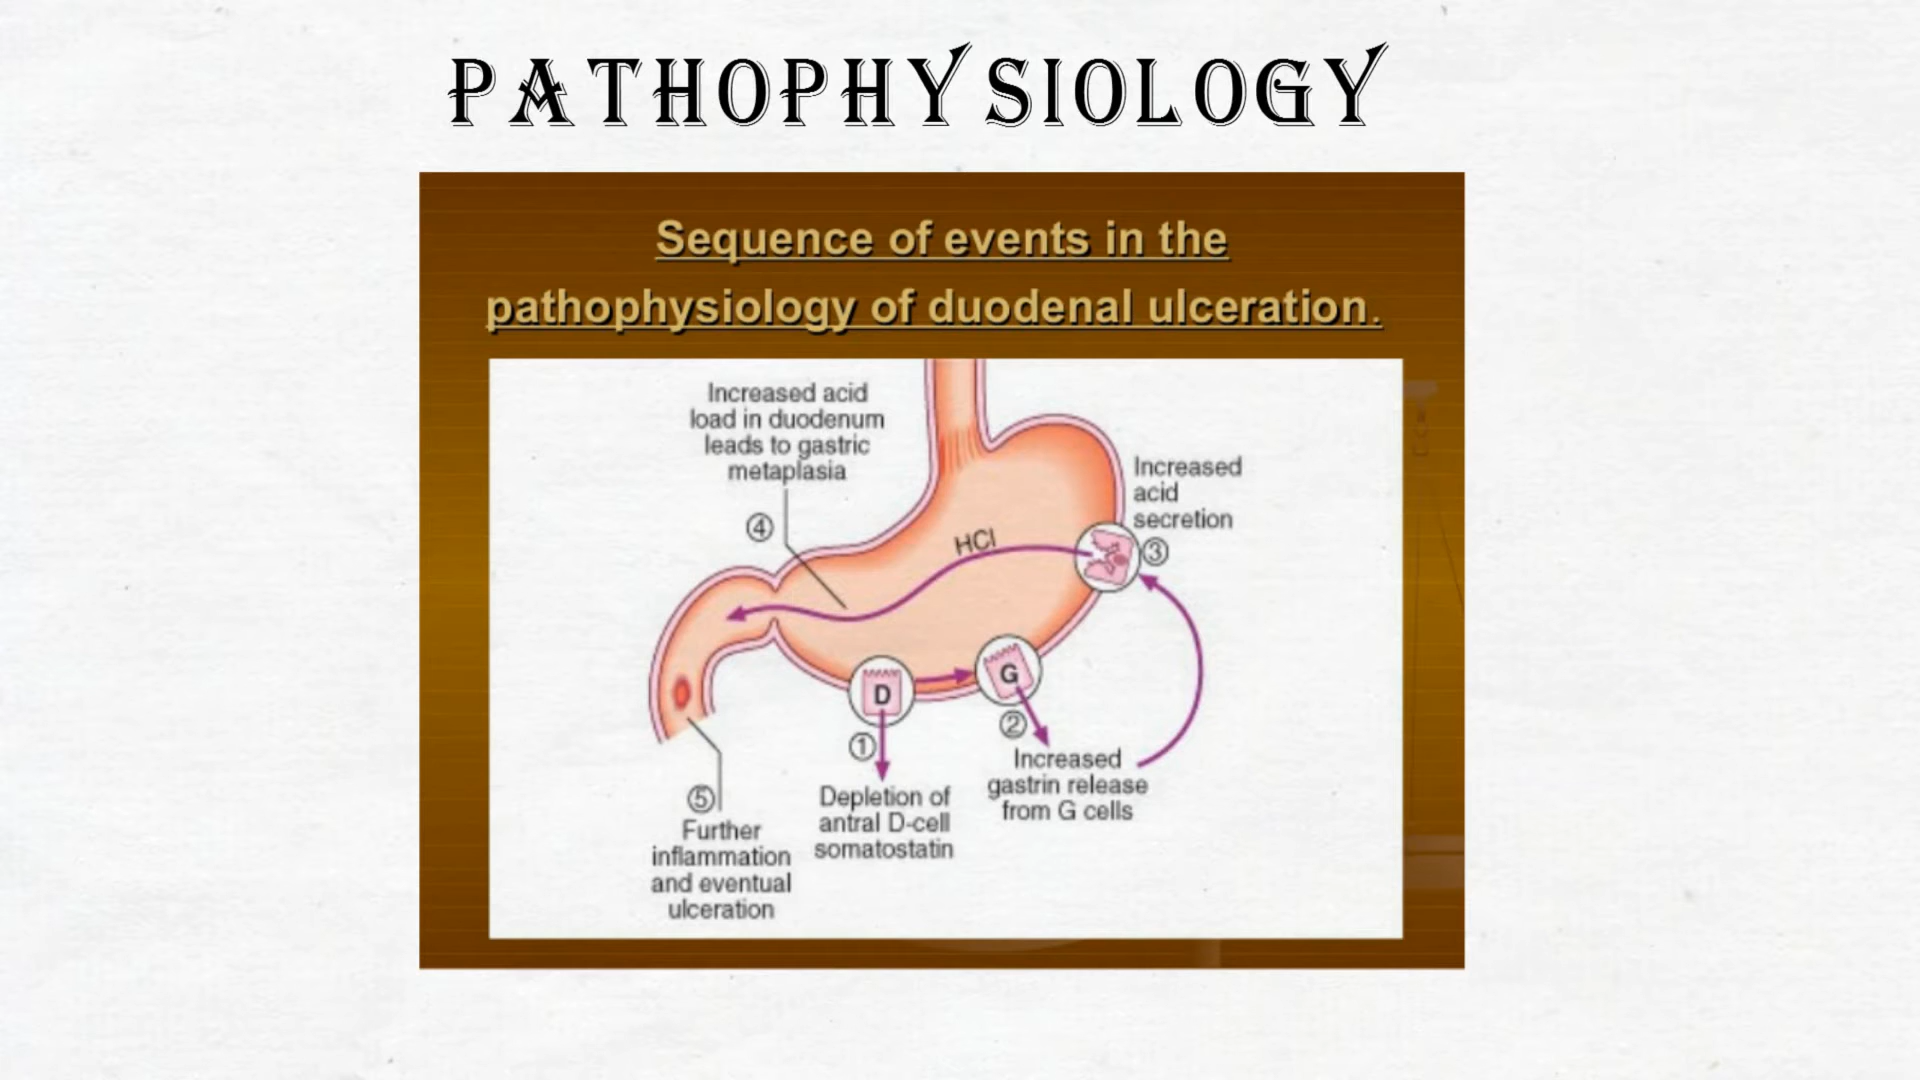 PATHOPHYSIOLOGY
Sequence of events in the
pathophysiology of duodenal ulceration.
Increased acid
load in duodenum
leads to gastric
metaplasia
④
HCl
Increased
acid
secretion
③
D
G
①
②
Depletion of
antral D-cell
somatostatin
Increased
gastrin release
from G cells
⑤
Further
inflammation
and eventual
ulceration